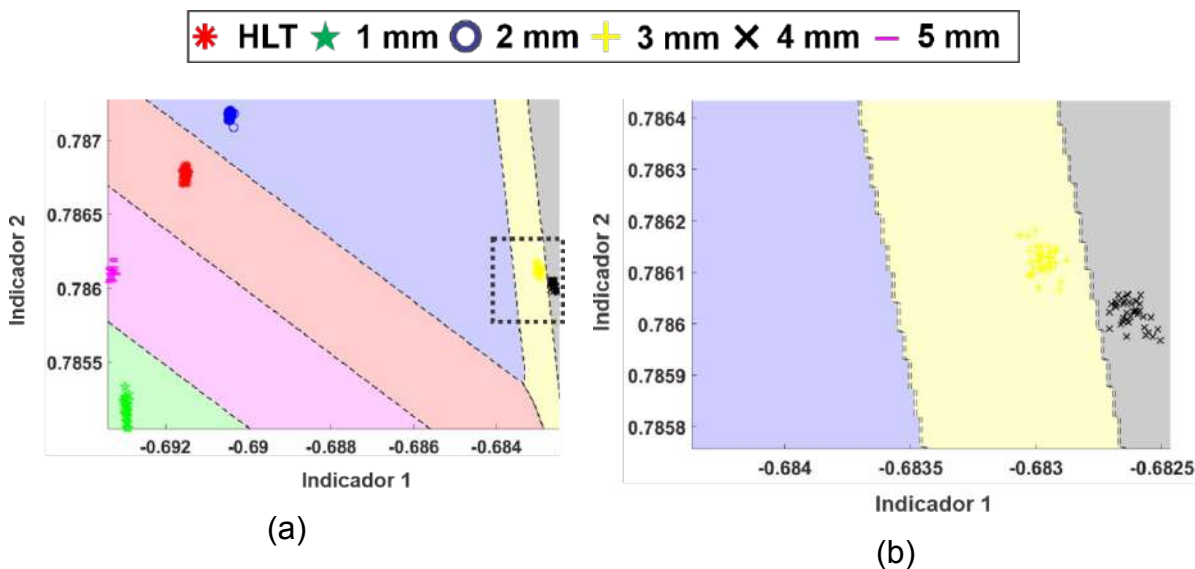 HLT 1 mm 2 mm 3 mm 4 mm 5 mm
Indicador 2
0.787
0.7865
0.786
0.7855
-0.692 -0.69 -0.688 -0.686 -0.684
Indicador 1
(a)
Indicador 2
0.7864
0.7863
0.7862
0.7861
0.786
0.7859
0.7858
-0.684 -0.6835 -0.683 -0.6825
Indicador 1
(b)